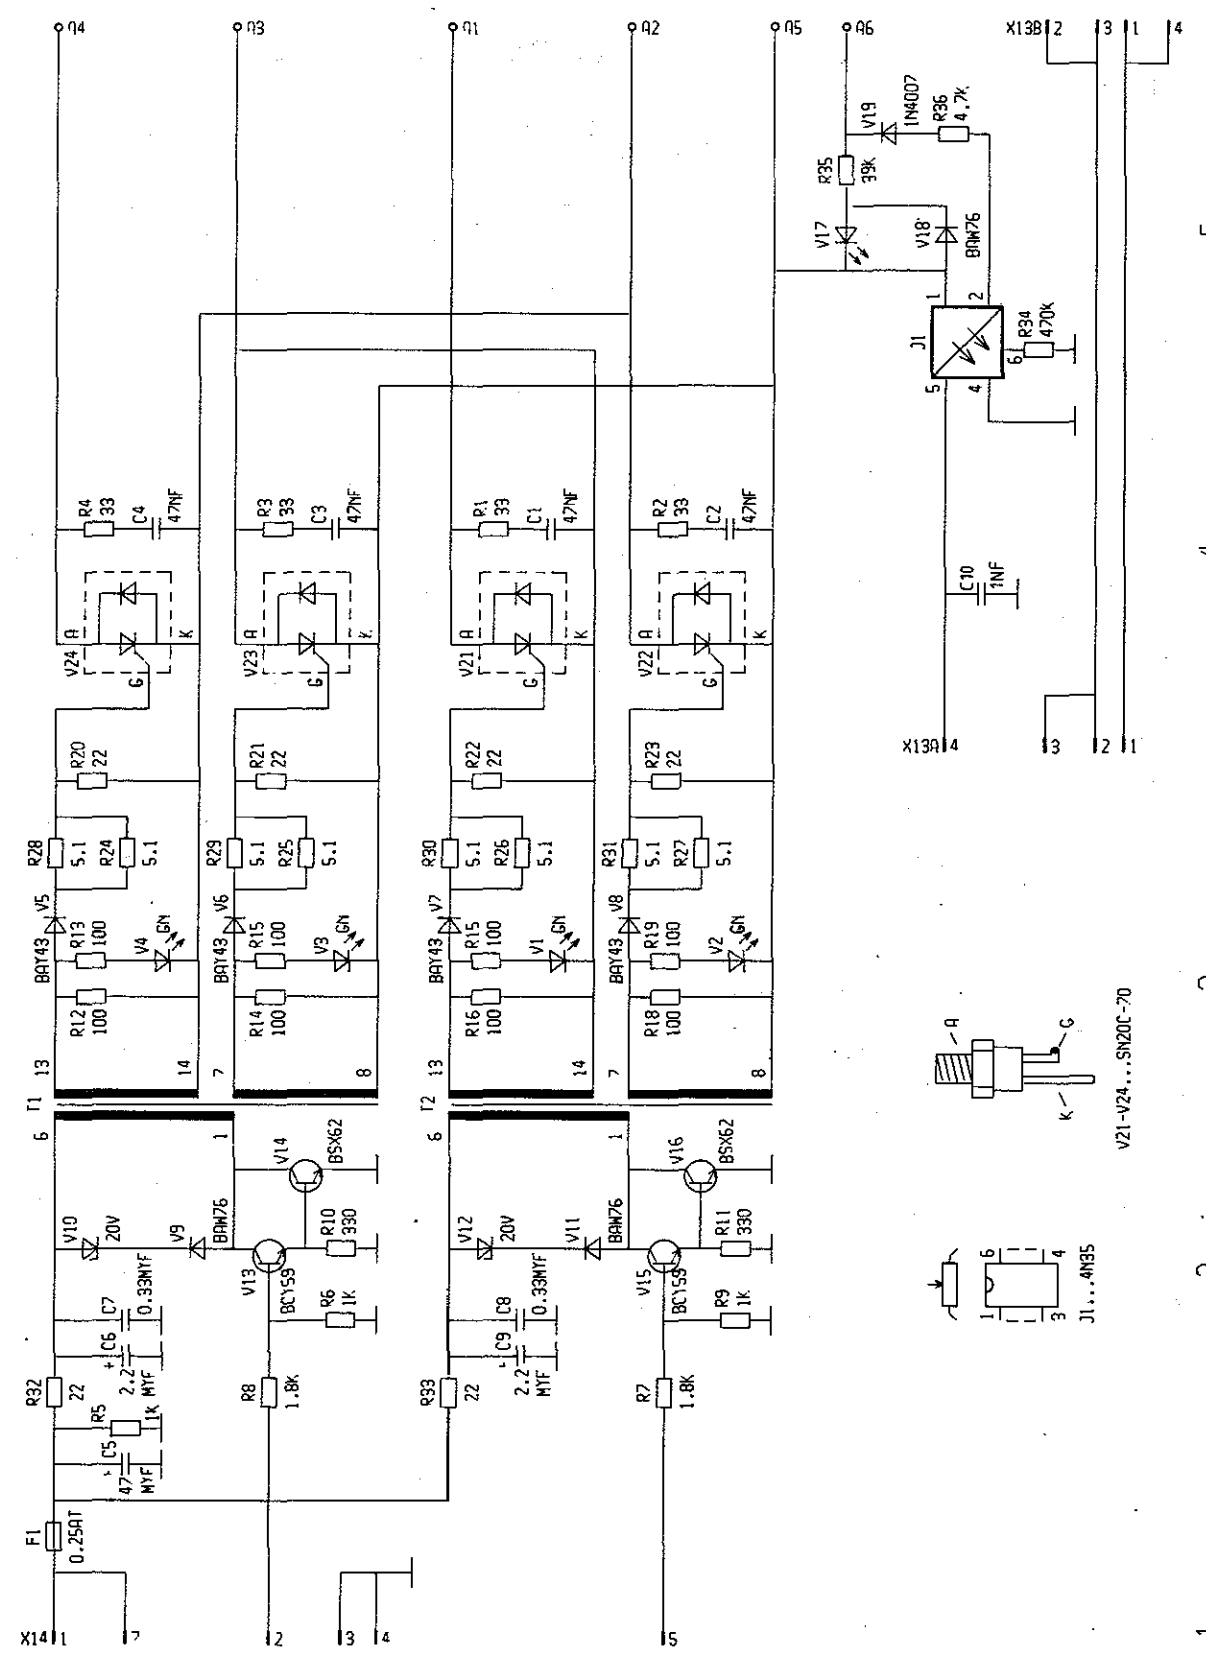 A4
A3
A1
A2
A5
A6
X13B
2
3
1
4
V19
1N4007
R36
4.7K
R35
39K
V17
V18
BAW76
1
2
J1
R34
470K
6
5
4
R4
33
C4
47NF
R3
33
C3
47NF
R1
33
C1
47NF
R2
33
C2
47NF
C10
1NF
A
V24
K
G
A
V23
K
G
A
V21
K
G
A
V22
K
G
X13A
4
3
2
1
R20
22
R21
22
R22
22
R23
22
R28
5.1
R24
5.1
R29
5.1
R25
5.1
R30
5.1
R26
5.1
R31
5.1
R27
5.1
V5
BAY43
R13
100
V4
GN
V6
BAY43
R15
100
V3
GN
V7
BAY43
R15
100
V1
GN
V8
BAY43
R19
100
V2
GN
R12
100
R14
100
R16
100
R18
100
13
14
7
8
13
14
7
8
T1
6
1
T2
6
1
A
G
K
V21-V24...SN20C-20
V14
BSX62
V16
BSX62
V10
20V
V9
BAW76
V13
BCY59
R10
330
V12
20V
V11
BAW76
V15
BCY59
R11
330
C7
0.33MYF
R6
1K
C8
0.33MYF
R9
1K
1
6
3
4
J1...4N35
R32
22
+ C6
2.2
MYF
R5
1K
C5
47
MYF
R8
1.8K
R33
22
C9
2.2
MYF
R7
1.8K
F1
0.25AT
X14
1
7
2
3
4
5
1